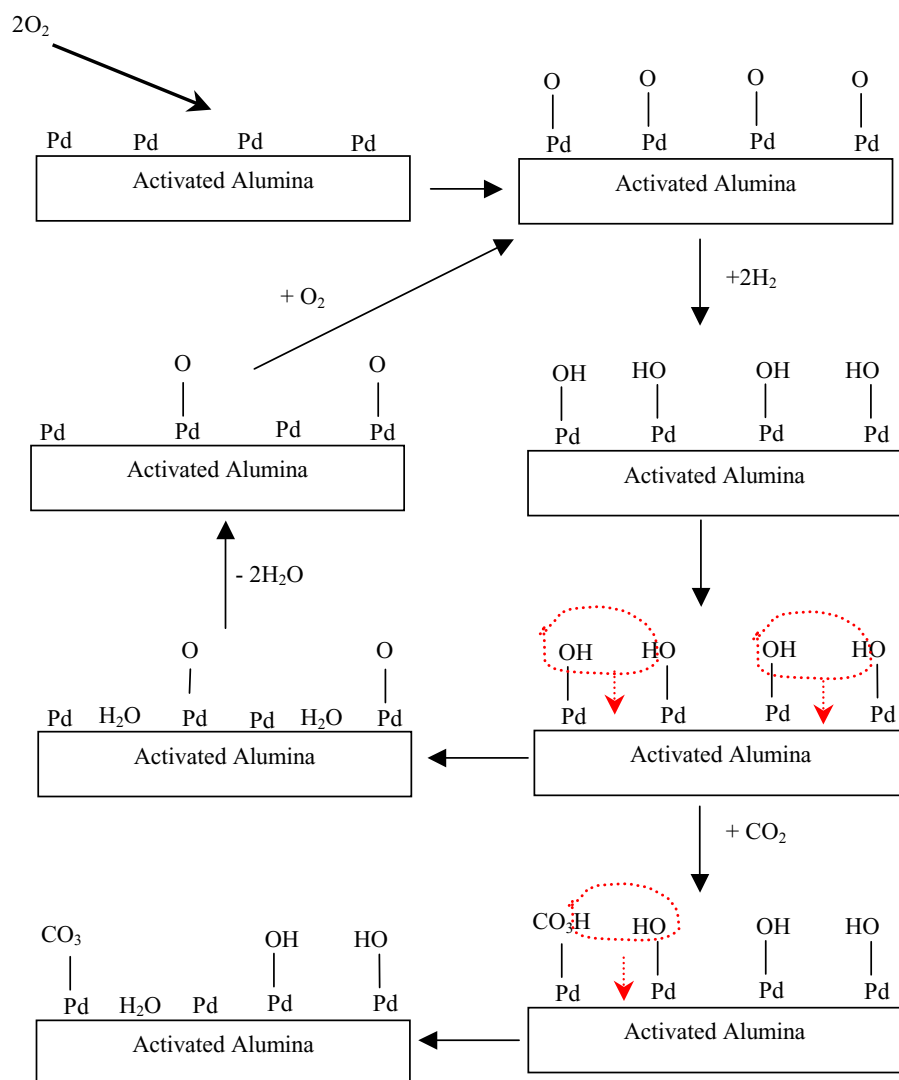 2O₂
O O O O
Pd Pd Pd Pd
Pd Pd Pd Pd
Activated Alumina
Activated Alumina
+ O₂
+2H₂
O O
OH HO OH HO
Pd Pd Pd Pd
Pd Pd Pd Pd
Activated Alumina
Activated Alumina
- 2H₂O
O O
OH HO OH HO
Pd H₂O Pd Pd H₂O Pd
Pd Pd Pd Pd
Activated Alumina
Activated Alumina
+ CO₂
CO₃ OH HO
CO₃H HO OH HO
Pd H₂O Pd Pd Pd
Pd Pd Pd Pd
Activated Alumina
Activated Alumina